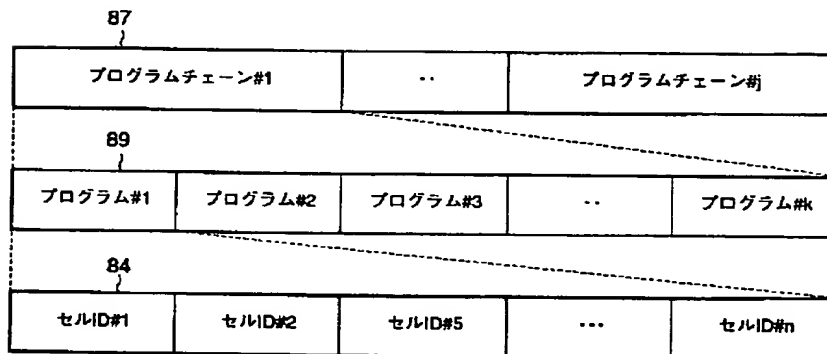 87
プログラムチェーン#1 ・・ プログラムチェーン#j
89
プログラム#1 プログラム#2 プログラム#3 ・・ プログラム#k
84
セルID#1 セルID#2 セルID#5 ・・・ セルID#n